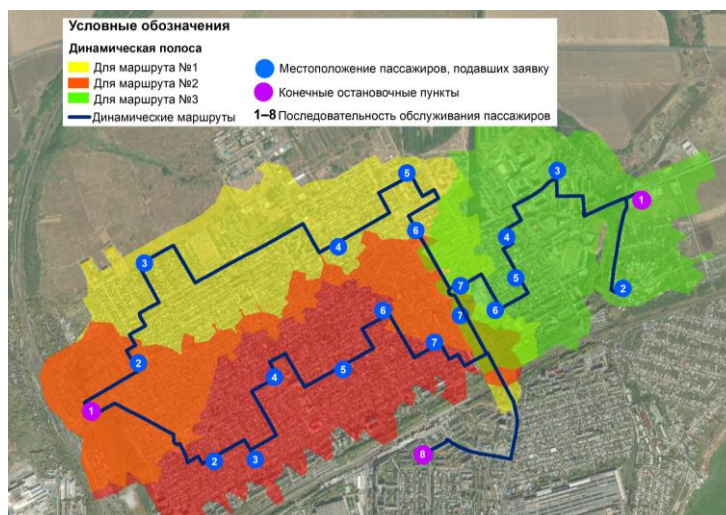 Условные обозначения
Динамическая полоса
Для маршрута №1
Для маршрута №2
Для маршрута №3
Динамические маршруты
Местоположение пассажиров, подавших заявку
Конечные остановочные пункты
1–8 Последовательность обслуживания пассажиров
5
3
1
6
4
4
3
7
5
2
6
6
7
7
2
5
4
1
2
3
8